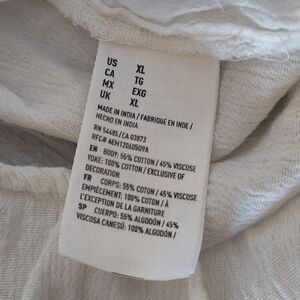 US XL
CA TG
MX EXG
UK XL
MADE IN INDIA / FABRIQUÉ EN INDE /
HECHO EN INDIA
RN 54485/CA 03873
RFC# AEM1206405U9A
EN BODY: 55% COTTON / 45% VISCOSE
YOKE: 100% COTTON / EXCLUSIVE OF
DECORATION
FR CORPS: 55% COTON / 45% VISCOSE
EMPIÈCEMENT: 100% COTON / À
L'EXCEPTION DE LA GARNITURE
SP CUERPO: 55% ALGODÓN / 45%
VISCOSA CANESÚ: 100% ALGODÓN /